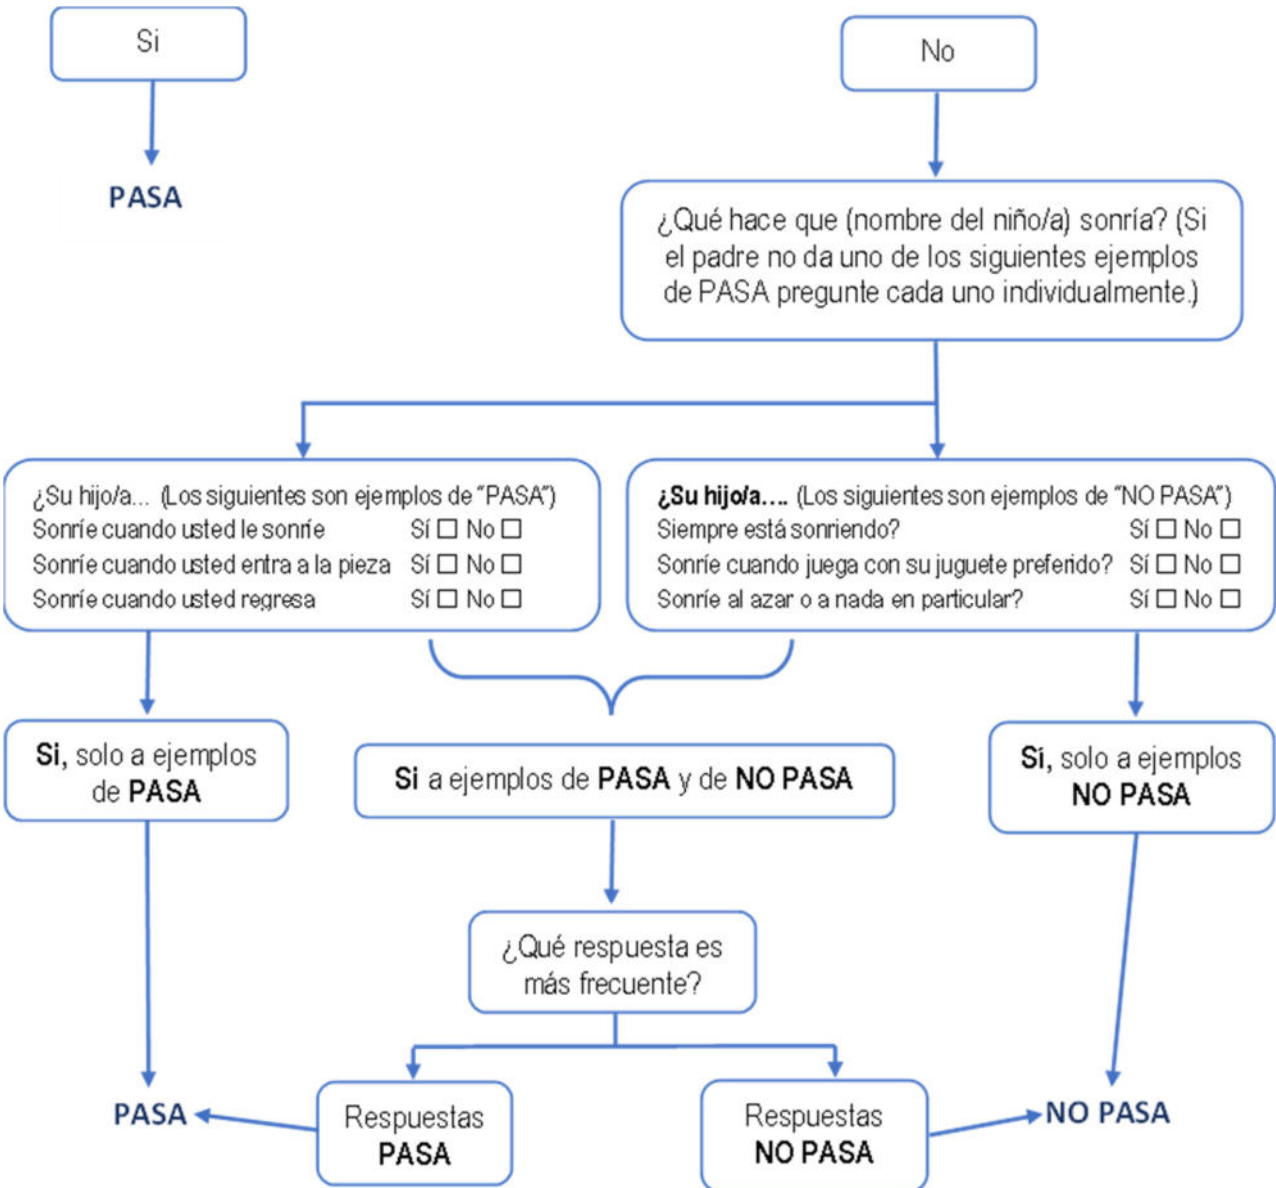 Si
No
PASA
¿Qué hace que (nombre del niño/a) sonría? (Si
el padre no da uno de los siguientes ejemplos
de PASA pregunte cada uno individualmente.)
¿Su hijo/a... (Los siguientes son ejemplos de "PASA")
Sonríe cuando usted le sonríe Sí ☐ No ☐
Sonríe cuando usted entra a la pieza Sí ☐ No ☐
Sonríe cuando usted regresa Sí ☐ No ☐
¿Su hijo/a.... (Los siguientes son ejemplos de "NO PASA")
Siempre está sonriendo? Sí ☐ No ☐
Sonríe cuando juega con su juguete preferido? Sí ☐ No ☐
Sonríe al azar o a nada en particular? Sí ☐ No ☐
Si, solo a ejemplos
de PASA
Si a ejemplos de PASA y de NO PASA
Sí, solo a ejemplos
NO PASA
¿Qué respuesta es
más frecuente?
PASA
Respuestas
PASA
Respuestas
NO PASA
NO PASA